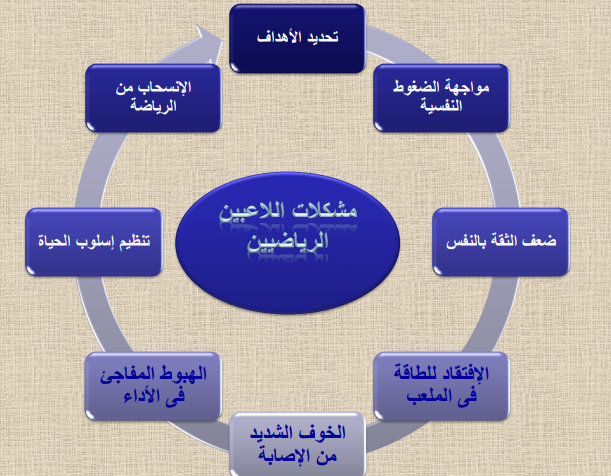 تحديد الأهداف
مواجهة الضغوط
النفسية
ضعف الثقة بالنفس
الإفتقاد للطاقة
فى الملعب
الخوف الشديد
من الإصابة
الهبوط المفاجئ
فى الأداء
تنظيم إسلوب الحياة
الإنسحاب من
الرياضة
مشكلات اللاعبين
الرياضيين